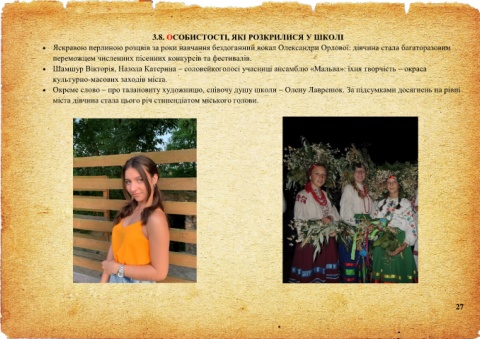 3.8. ОСОБИСТОСТІ, ЯКІ РОЗКРИЛИСЯ У ШКОЛІ
• Яскравою перлиною розцвів за роки навчання бездоганний вокал Олександри Орлової: дівчина стала багаторазовим
переможцем численних пісенних конкурсів та фестивалів.
• Шамшур Вікторія, Назола Катерина – соловейкоголосі учасниці ансамблю «Мальва»: їхня творчість – окраса
культурно-масових заходів міста.
• Окреме слово – про талановиту художницю, співочу душу школи – Олену Лавренюк. За підсумками досягнень на рівні
міста дівчина стала цього річ стипендіатом міського голови.
27